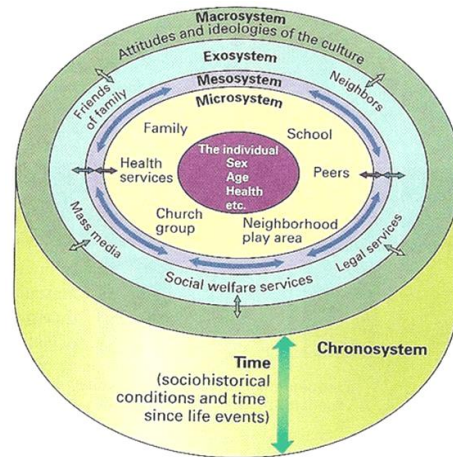 Macrosystem
Attitudes and ideologies of the culture
Exosystem
Mesosystem
Microsystem
Friends
of family
Neighbors
Family
School
The individual
Sex
Age
Health
etc.
Health
services
Peers
Church
group
Neighborhood
play area
Mass media
Legal services
Social welfare services
Time
(sociohistorical
conditions and time
since life events)
Chronosystem